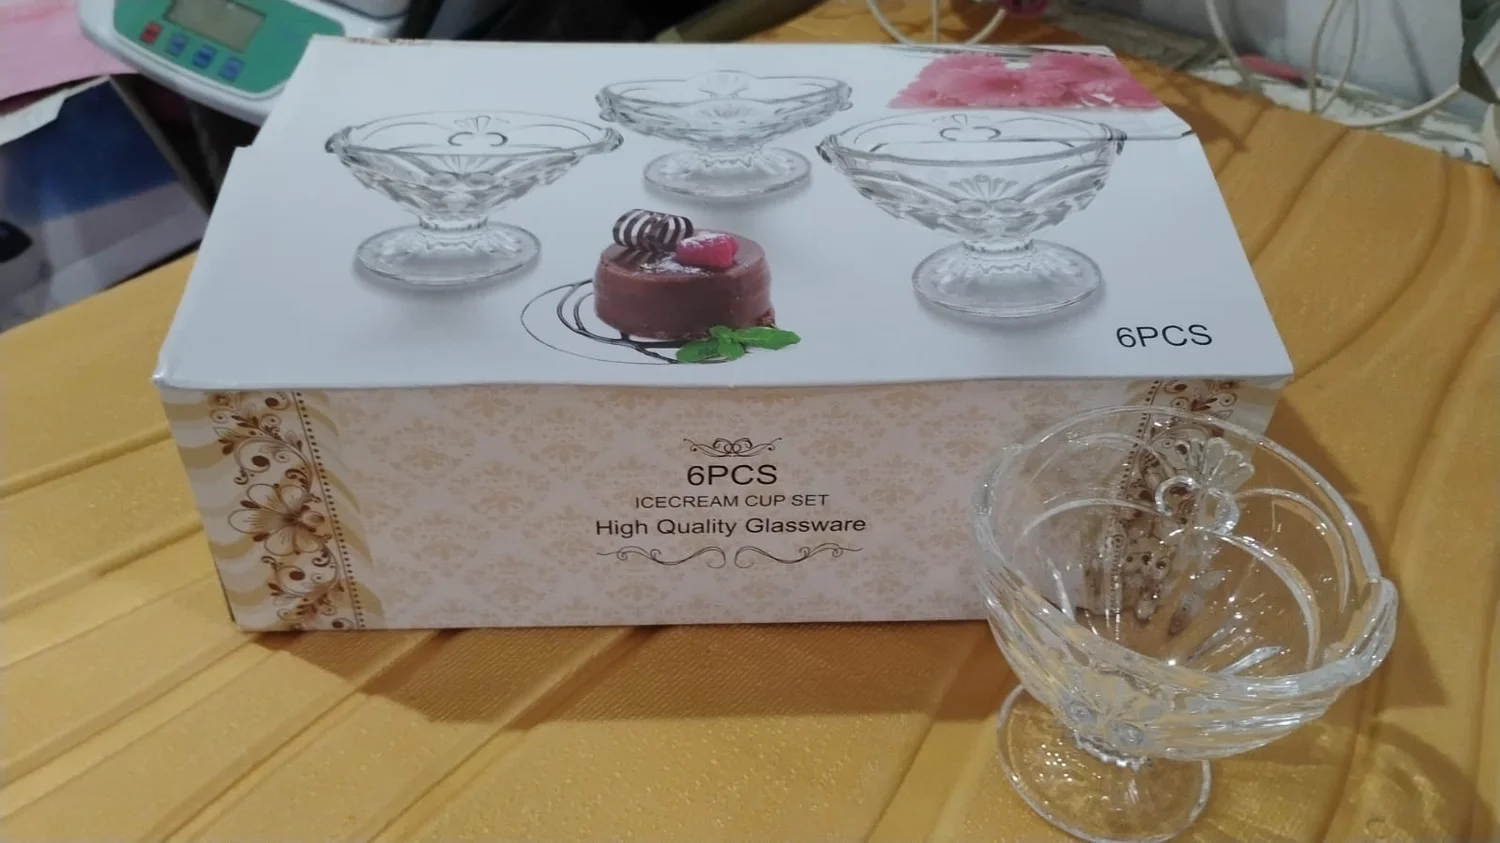 6PCS
6PCS
ICECREAM CUP SET
High Quality Glassware